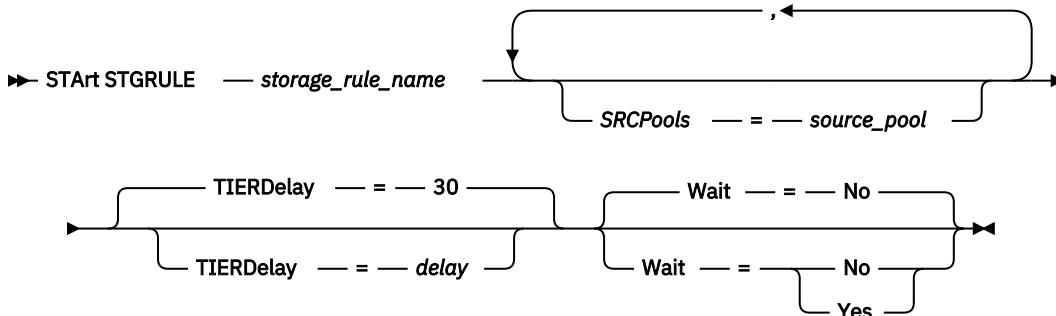 ,
STArt STGRULE storage_rule_name
SRCPools = source_pool
TIERDelay = 30 Wait = No
TIERDelay = delay Wait = No
Yes